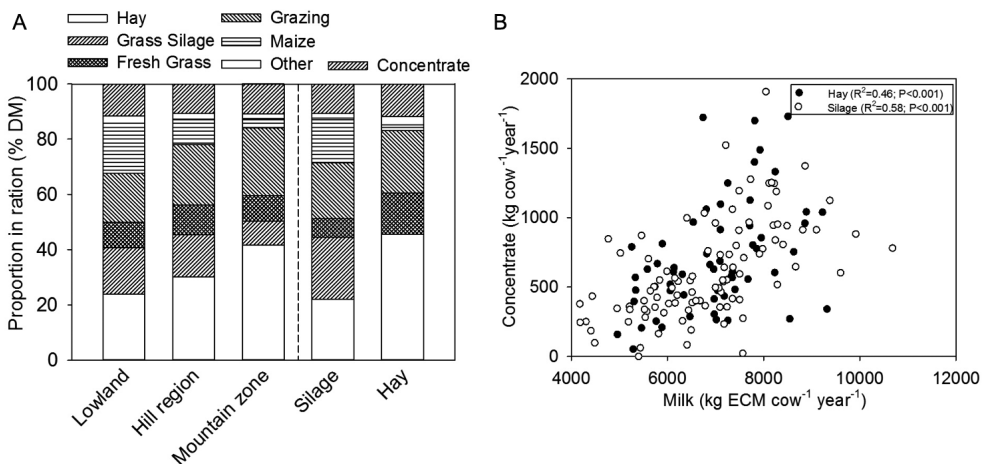 A
Hay
Grazing
Grass Silage
Maize
Fresh Grass
Other
Concentrate
Proportion in ration (% DM)
100
80
60
40
20
0
Lowland
Hill region
Mountain zone
Silage
Hay
B
Concentrate (kg cow⁻¹year⁻¹)
2000
1500
1000
500
0
Hay (R²=0.46; P<0.001)
Silage (R²=0.58; P<0.001)
4000 6000 8000 10000 12000
Milk (kg ECM cow⁻¹ year⁻¹)